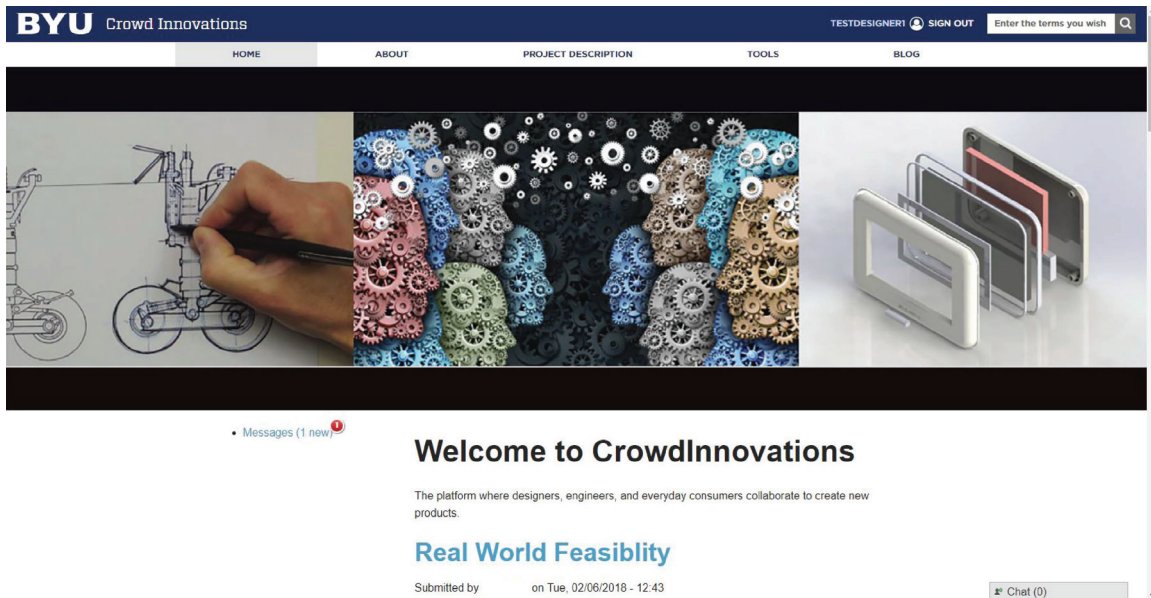 BYU Crowd Innovations
TESTDESIGNER1 SIGN OUT Enter the terms you wish
HOME ABOUT PROJECT DESCRIPTION TOOLS BLOG
Messages (1 new) 1
Welcome to CrowdInnovations
The platform where designers, engineers, and everyday consumers collaborate to create new
products.
Real World Feasiblity
Submitted by on Tue, 02/06/2018 - 12:43
Chat (0)